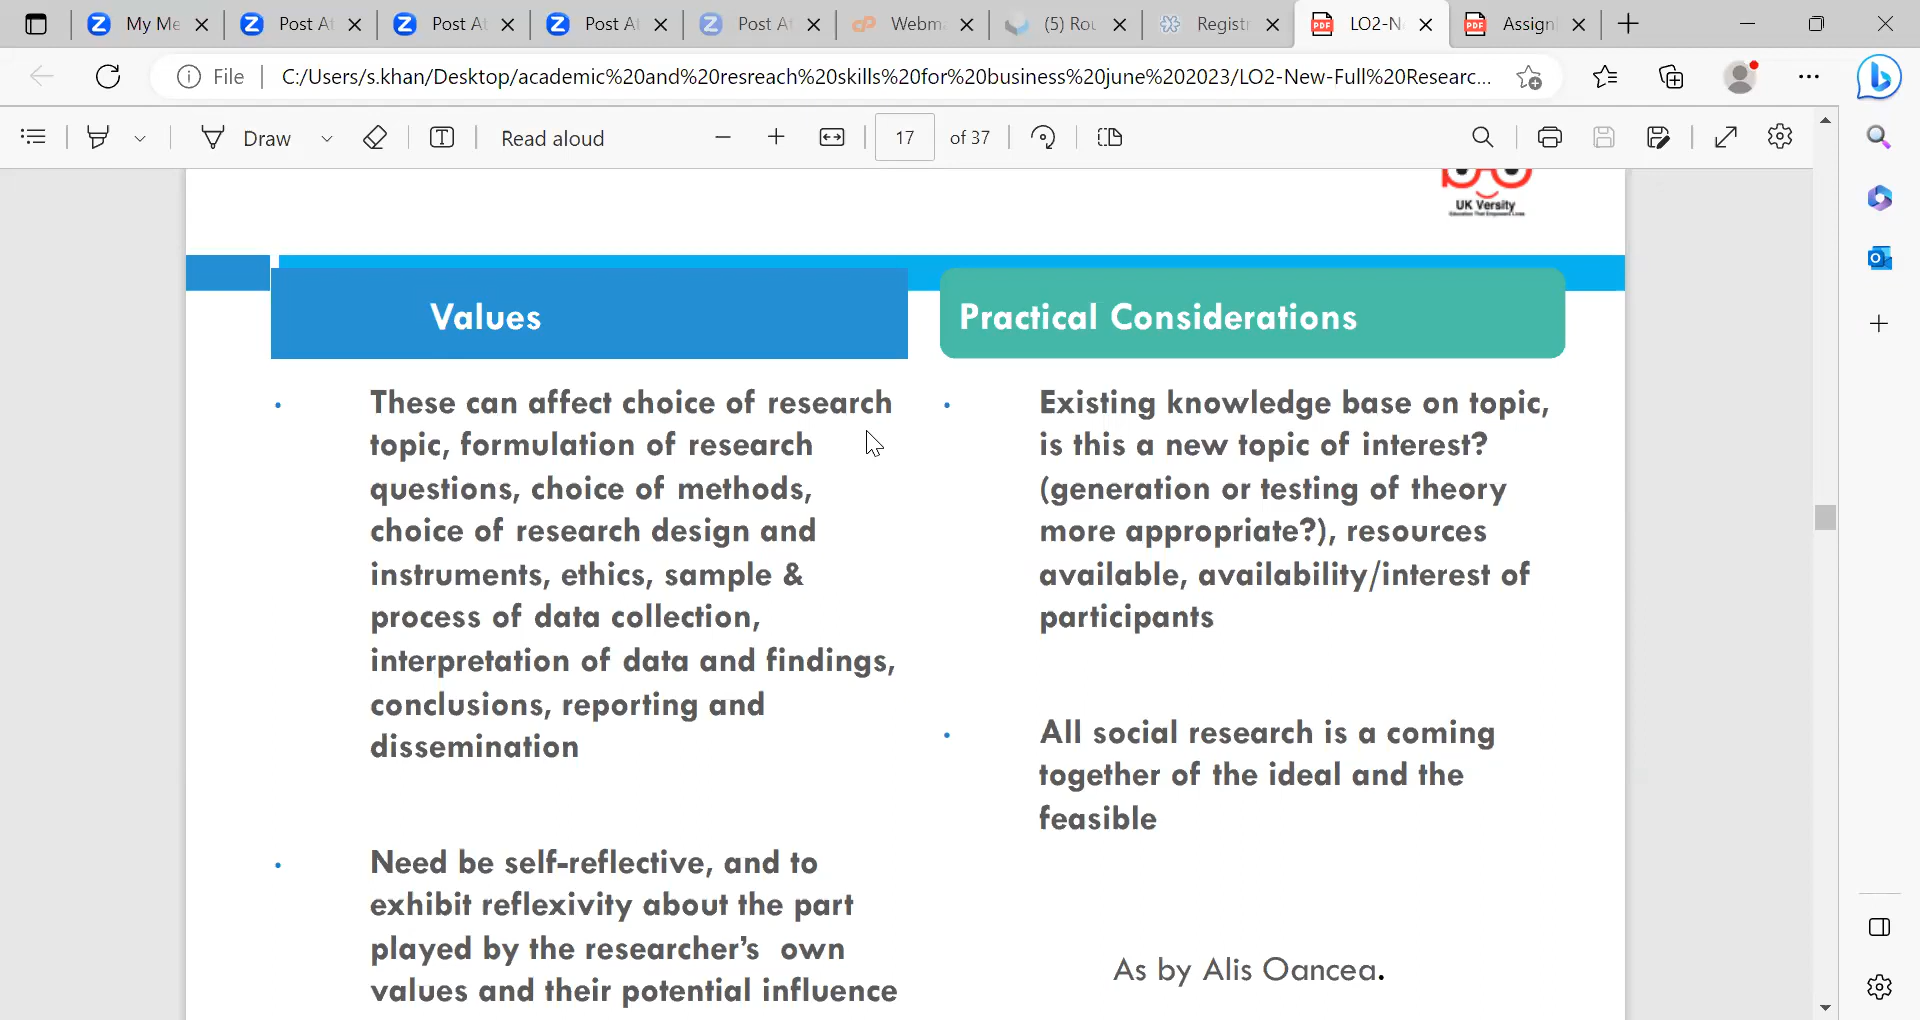 My Me
Post At
Post At
Post At
Post At
Webma
(5) Rou
Registr
LO2-N
Assign
File
C:/Users/s.khan/Desktop/academic%20and%20resreach%20skills%20for%20business%20june%202023/LO2-New-Full%20Researc...
Draw
Read aloud
17 of 37
UK Versity
Values
These can affect choice of research
topic, formulation of research
questions, choice of methods,
choice of research design and
instruments, ethics, sample &
process of data collection,
interpretation of data and findings,
conclusions, reporting and
dissemination
Need be self-reflective, and to
exhibit reflexivity about the part
played by the researcher’s own
values and their potential influence
Practical Considerations
Existing knowledge base on topic,
is this a new topic of interest?
(generation or testing of theory
more appropriate?), resources
available, availability/interest of
participants
All social research is a coming
together of the ideal and the
feasible
As by Alis Oancea.